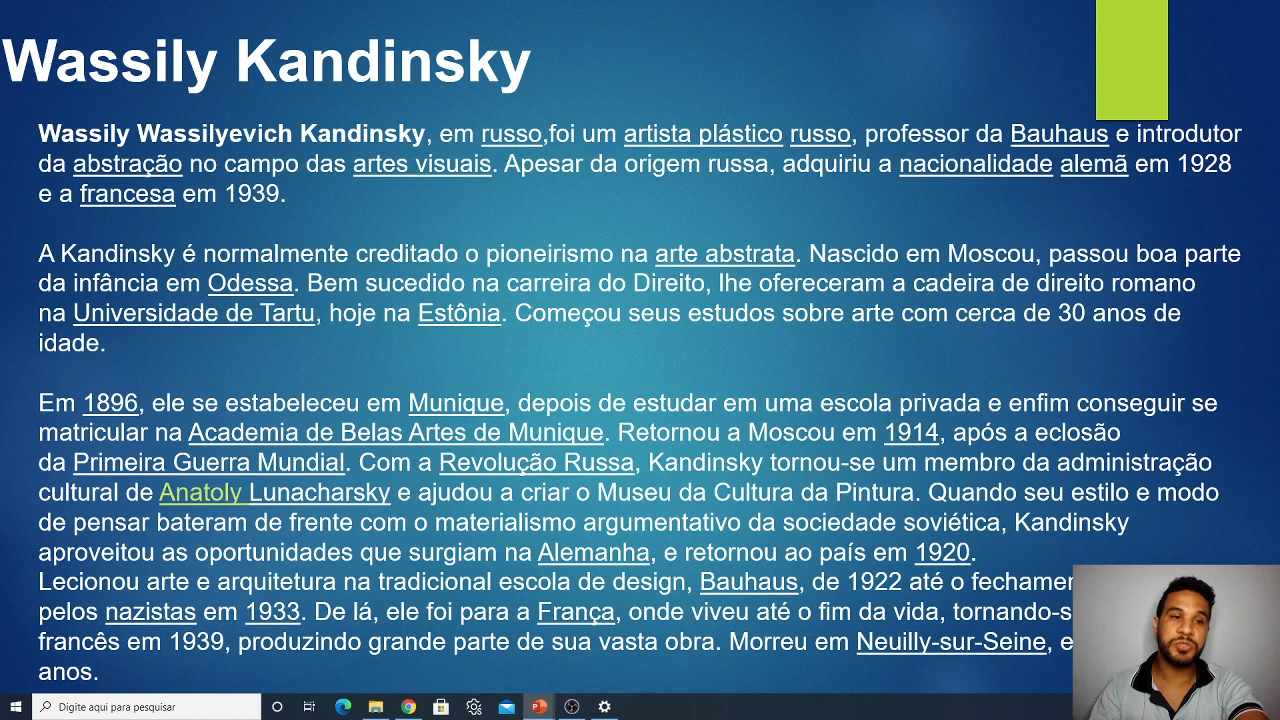 Wassily Kandinsky
Wassily Wassilyevich Kandinsky, em russo,foi um artista plástico russo, professor da Bauhaus e introdutor
da abstração no campo das artes visuais. Apesar da origem russa, adquiriu a nacionalidade alemã em 1928
e a francesa em 1939.
A Kandinsky é normalmente creditado o pioneirismo na arte abstrata. Nascido em Moscou, passou boa parte
da infância em Odessa. Bem sucedido na carreira do Direito, lhe ofereceram a cadeira de direito romano
na Universidade de Tartu, hoje na Estônia. Começou seus estudos sobre arte com cerca de 30 anos de
idade.
Em 1896, ele se estabeleceu em Munique, depois de estudar em uma escola privada e enfim conseguir se
matricular na Academia de Belas Artes de Munique. Retornou a Moscou em 1914, após a eclosão
da Primeira Guerra Mundial. Com a Revolução Russa, Kandinsky tornou-se um membro da administração
cultural de Anatoly Lunacharsky e ajudou a criar o Museu da Cultura da Pintura. Quando seu estilo e modo
de pensar bateram de frente com o materialismo argumentativo da sociedade soviética, Kandinsky
aproveitou as oportunidades que surgiam na Alemanha, e retornou ao país em 1920.
Lecionou arte e arquitetura na tradicional escola de design, Bauhaus, de 1922 até o
pelos nazistas em 1933. De lá, ele foi para a França, onde viveu até o fim da vida,
francês em 1939, produzindo grande parte de sua vasta obra. Morreu em Neuilly-sur-Seine,
anos.
Digite aqui para pesquisar